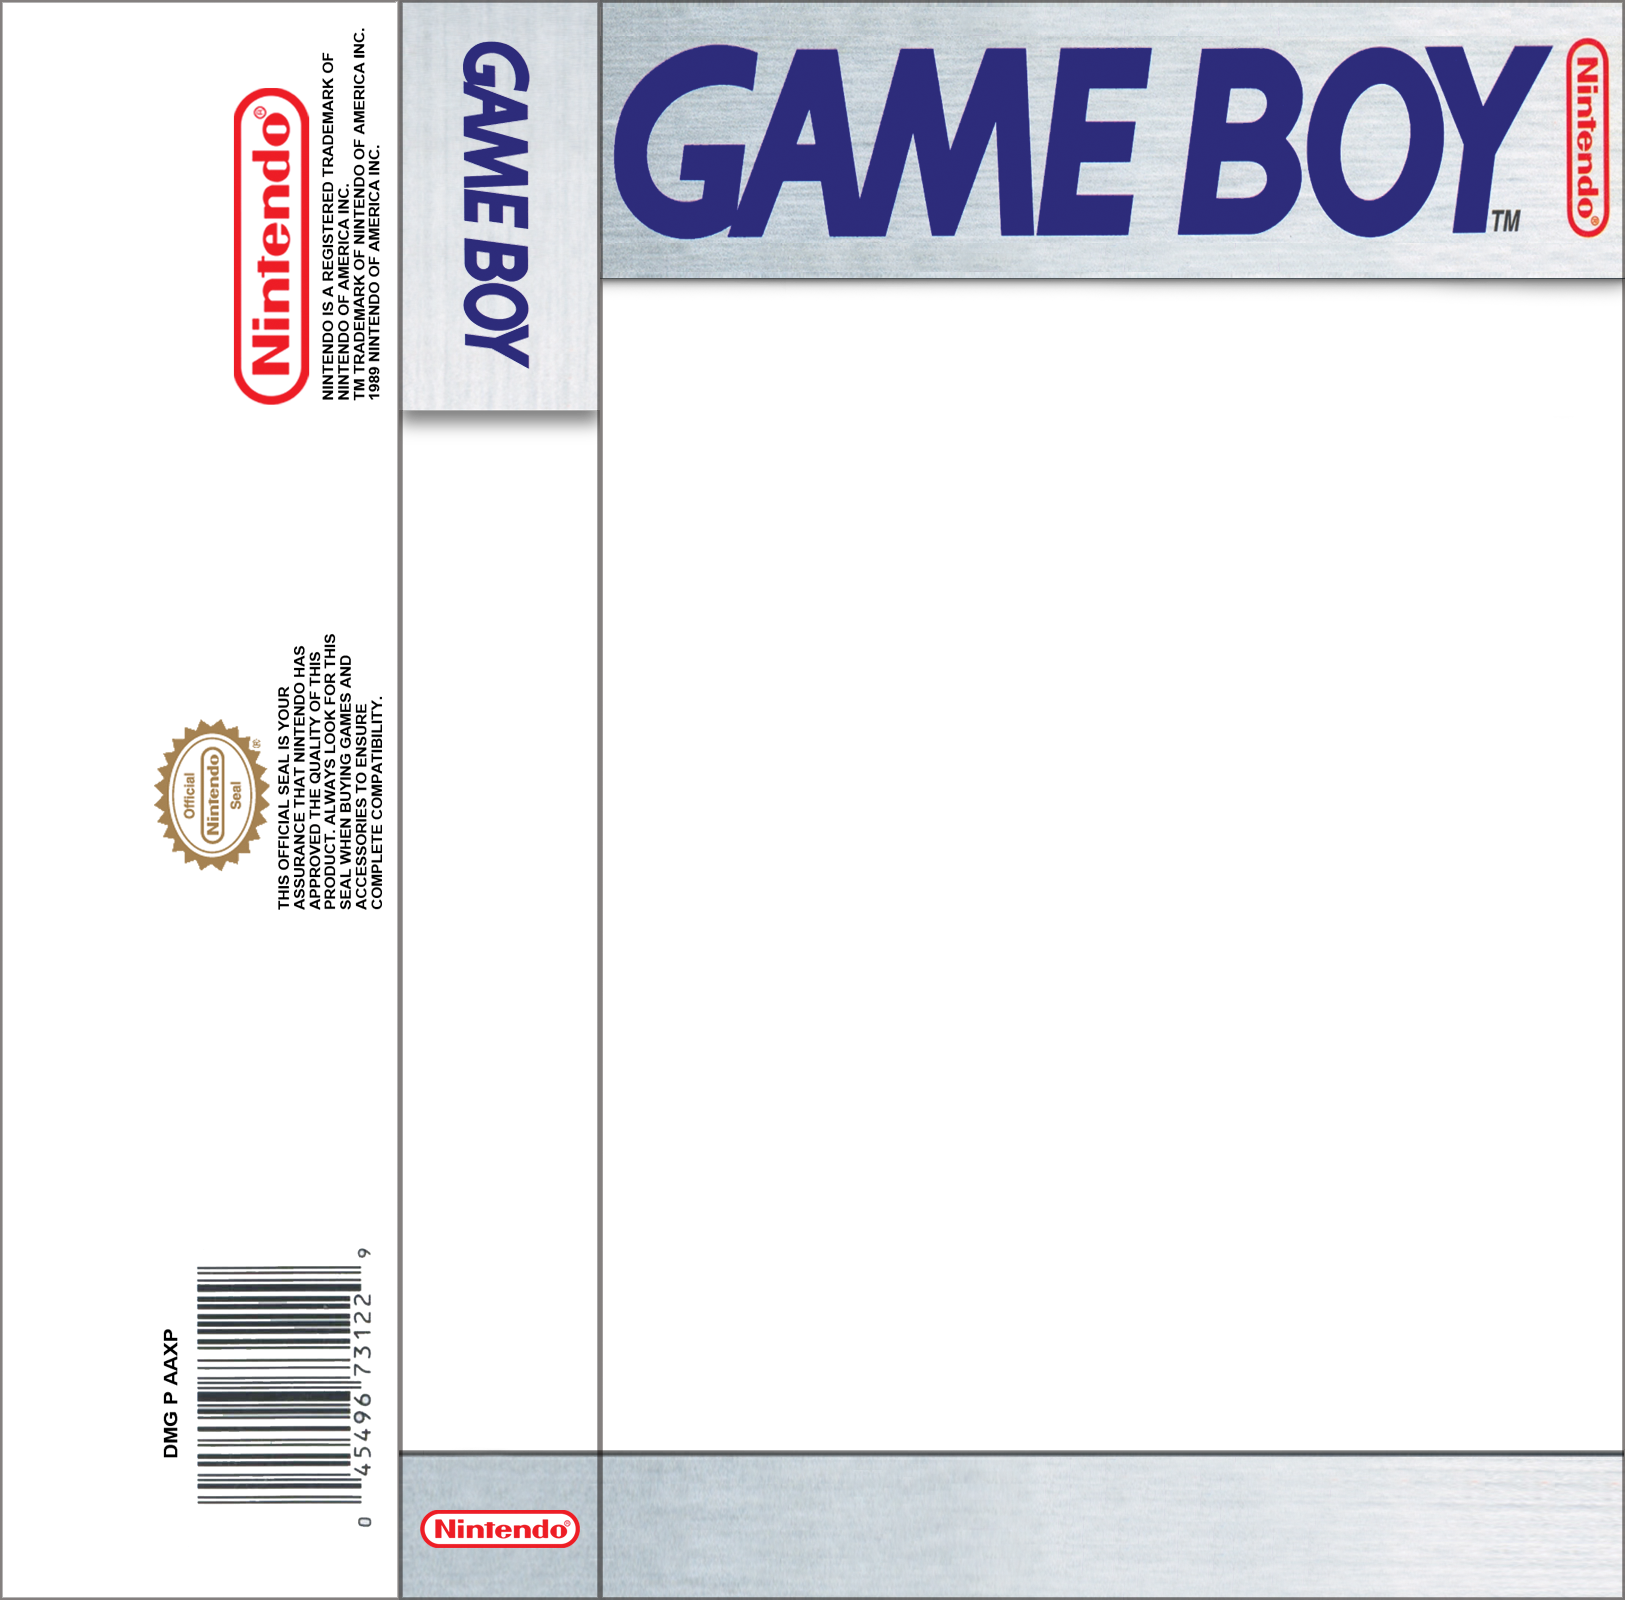 Nintendo®
NINTENDO IS A REGISTERED TRADEMARK OF
NINTENDO OF AMERICA INC.
TM TRADEMARK OF NINTENDO OF AMERICA INC.
1989 NINTENDO OF AMERICA INC.
Official
Nintendo
Seal
®
THIS OFFICIAL SEAL IS YOUR
ASSURANCE THAT NINTENDO HAS
APPROVED THE QUALITY OF THIS
PRODUCT. ALWAYS LOOK FOR THIS
SEAL WHEN BUYING GAMES AND
ACCESSORIES TO ENSURE
COMPLETE COMPATIBILITY.
DMG P AAXP
0 45496 73122 9
GAME BOY
Nintendo®
GAME BOY TM
Nintendo®